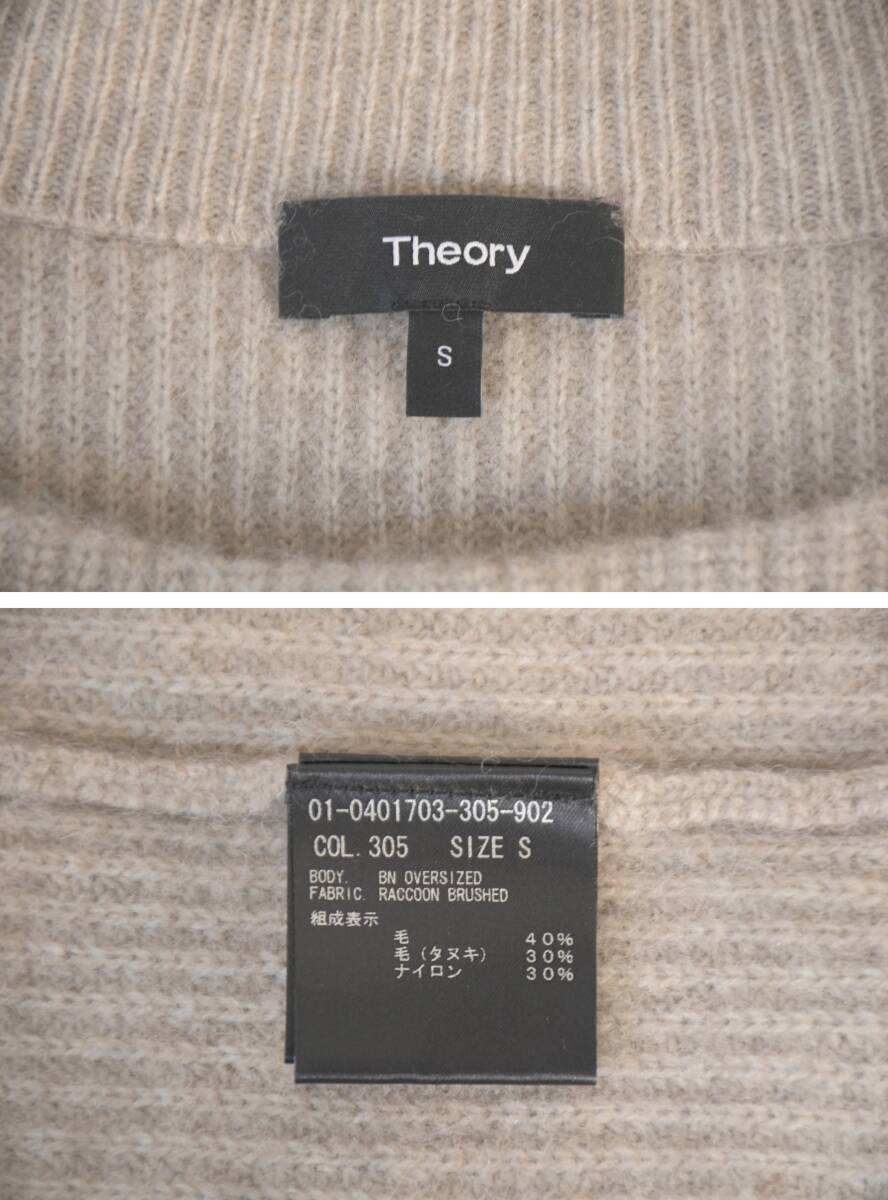 Theory
S
01-0401703-305-902
COL. 305 SIZE S
BODY. BN OVERSIZED
FABRIC. RACCOON BRUSHED
組成表示
毛 40%
毛(タヌキ) 30%
ナイロン 30%